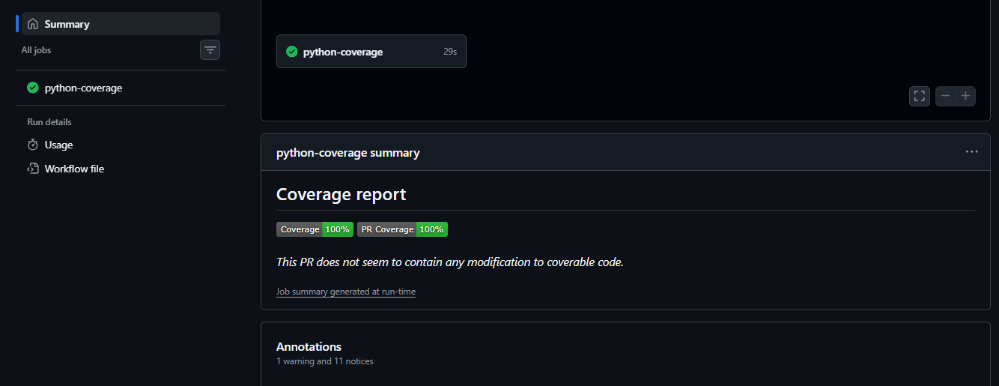 Summary
All jobs
python-coverage
Run details
Usage
Workflow file
python-coverage 29s
python-coverage summary
Coverage report
Coverage 100% PR Coverage 100%
This PR does not seem to contain any modification to coverable code.
Job summary generated at run-time
Annotations
1 warning and 11 notices